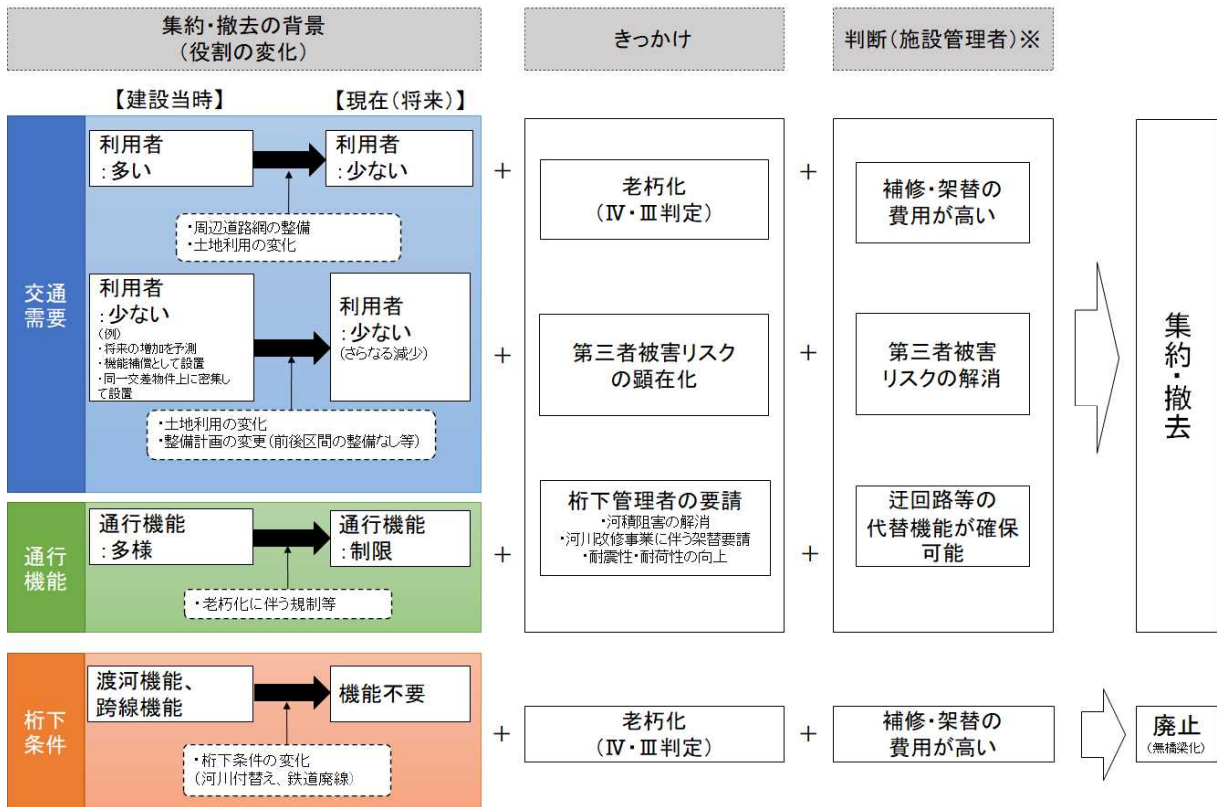 集約・撤去の背景
(役割の変化)
きっかけ
判断(施設管理者)※
【建設当時】
【現在(将来)】
交通
需要
利用者
:多い
利用者
:少ない
・周辺道路網の整備
・土地利用の変化
利用者
:少ない
(例)
・将来の増加を予測
・機能補償として設置
・同一交差物件上に密集し
て設置
利用者
:少ない
(さらなる減少)
・土地利用の変化
・整備計画の変更(前後区間の整備なし等)
通行
機能
通行機能
:多様
通行機能
:制限
・老朽化に伴う規制等
+
老朽化
(Ⅳ・Ⅲ判定)
+
補修・架替の
費用が高い
+
第三者被害リスク
の顕在化
+
第三者被害
リスクの解消
+
桁下管理者の要請
・河積阻害の解消
・河川改修事業に伴う架替要請
・耐震性・耐荷性の向上
+
迂回路等の
代替機能が確保
可能
集約・撤去
桁下
条件
渡河機能、
跨線機能
機能不要
・桁下条件の変化
(河川付替え、鉄道廃線)
+
老朽化
(Ⅳ・Ⅲ判定)
+
補修・架替の
費用が高い
廃止
(無橋梁化)